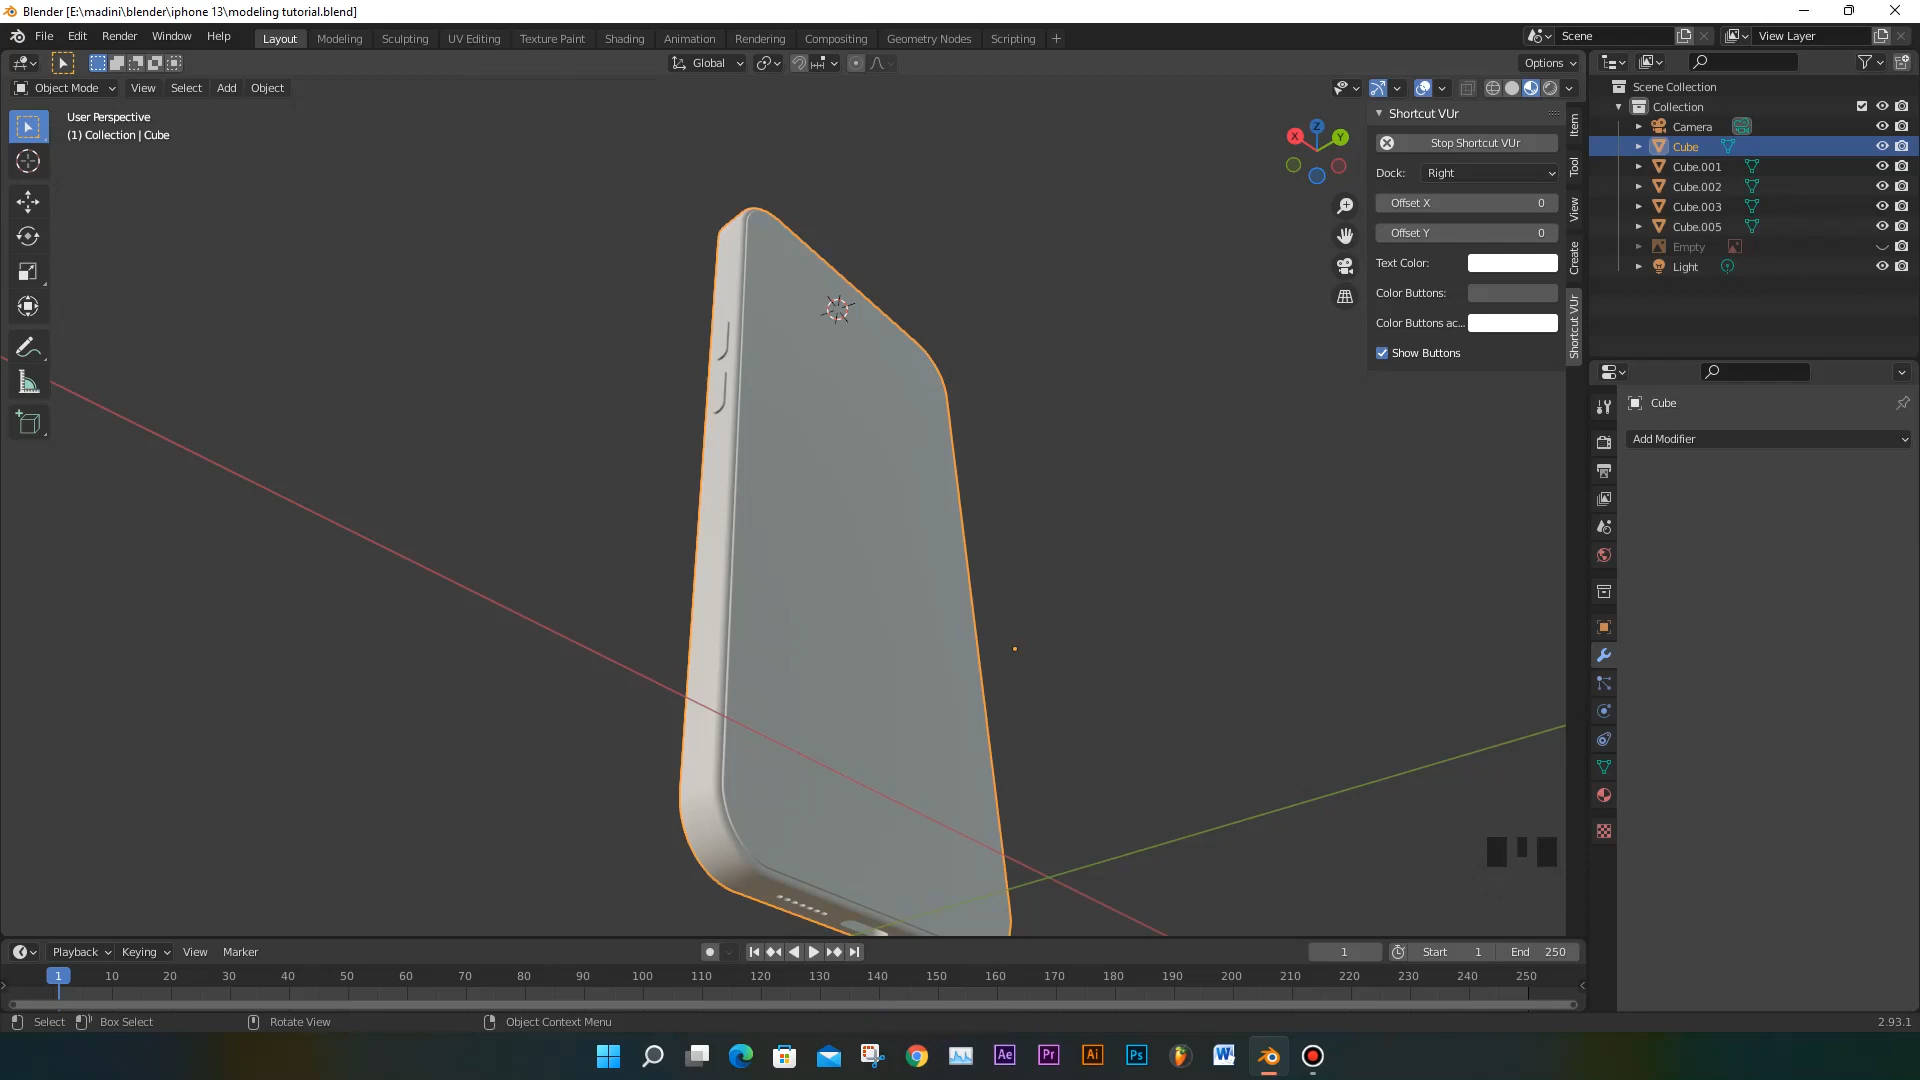 Blender [E:\madini\blender\iphone 13\modeling tutorial.blend]
File Edit Render Window Help
Layout Modeling Sculpting UV Editing Texture Paint Shading Animation Rendering Compositing Geometry Nodes Scripting +
Scene
View Layer
Global
Options
Object Mode View Select Add Object
User Perspective
(1) Collection | Cube
X Y Z
Shortcut VUr
Stop Shortcut VUr
Dock: Right
Offset X 0
Offset Y 0
Text Color:
Color Buttons:
Color Buttons ac...
Show Buttons
Item
Tool
View
Create
Shortcut VUr
Scene Collection
Collection
Camera
Cube
Cube.001
Cube.002
Cube.003
Cube.005
Empty
Light
Cube
Add Modifier
Playback Keying View Marker
1
Start 1
End 250
1 10 20 30 40 50 60 70 80 90 100 110 120 130 140 150 160 170 180 190 200 210 220 230 240 250
Select Box Select Rotate View Object Context Menu
2.93.1
Ae Pr Ai Ps W